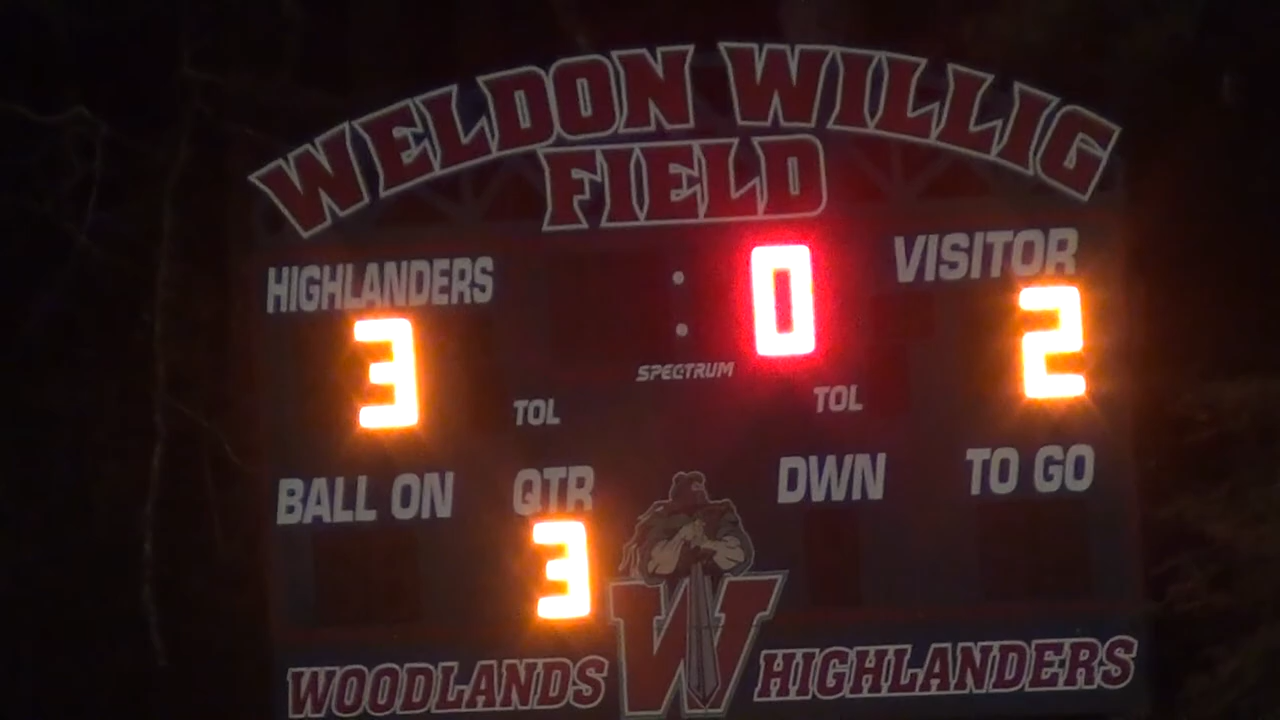 WELDON WILLIG
FIELD
HIGHLANDERS : 0 VISITOR
3 2
SPECTRUM
TOL TOL
BALL ON QTR DWN TO GO
3
W
WOODLANDS HIGHLANDERS